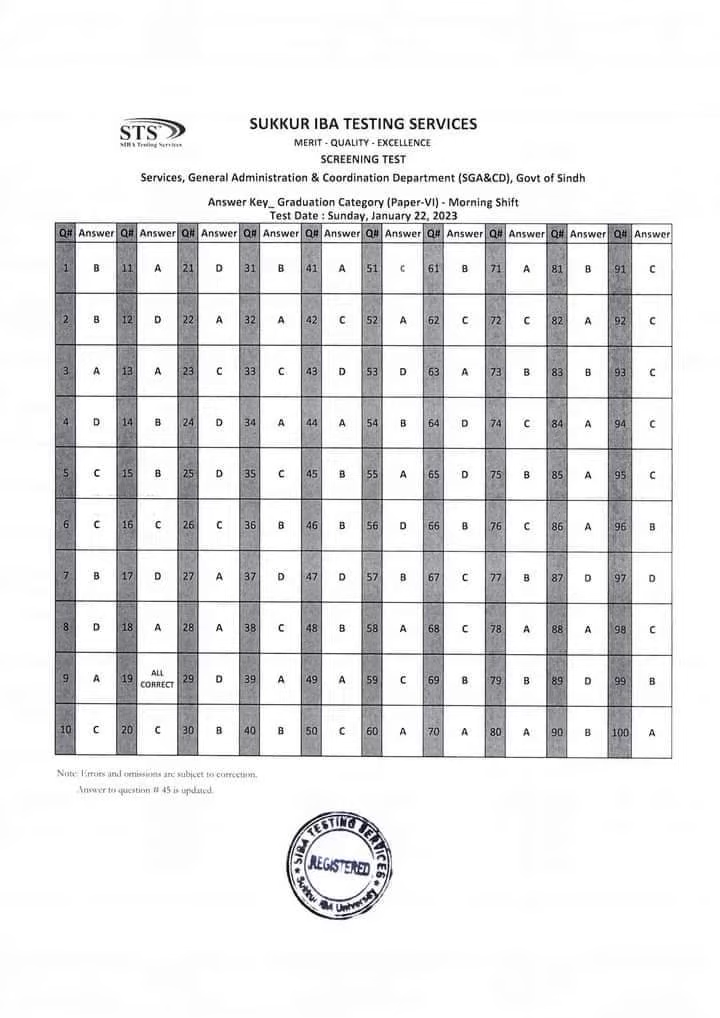 STS
SIBA Testing Services
SUKKUR IBA TESTING SERVICES
MERIT - QUALITY - EXCELLENCE
SCREENING TEST
Services, General Administration & Coordination Department (SGA&CD), Govt of Sindh
Answer Key_ Graduation Category (Paper-VI) - Morning Shift
Test Date : Sunday, January 22, 2023
Q# Answer Q# Answer Q# Answer Q# Answer Q# Answer Q# Answer Q# Answer Q# Answer Q# Answer Q# Answer
1 B 11 A 21 D 31 B 41 A 51 C 61 B 71 A 81 B 91 C
2 B 12 D 22 A 32 A 42 C 52 A 62 C 72 C 82 A 92 C
3 A 13 A 23 C 33 C 43 D 53 D 63 A 73 B 83 B 93 C
4 D 14 B 24 D 34 A 44 A 54 B 64 D 74 C 84 A 94 C
5 C 15 B 25 D 35 C 45 B 55 A 65 D 75 B 85 A 95 C
6 C 16 C 26 C 36 B 46 B 56 D 66 B 76 C 86 A 96 B
7 B 17 D 27 A 37 D 47 D 57 B 67 C 77 B 87 D 97 D
8 D 18 A 28 A 38 C 48 B 58 A 68 C 78 A 88 A 98 C
9 A 19 ALL CORRECT 29 D 39 A 49 A 59 C 69 B 79 B 89 D 99 B
10 C 20 C 30 B 40 B 50 C 60 A 70 A 80 A 90 B 100 A
Note: Errors and omissions are subject to correction.
Answer to question # 45 is updated.
SIBA TESTING SERVICES
REGISTERED
Sukkur IBA University